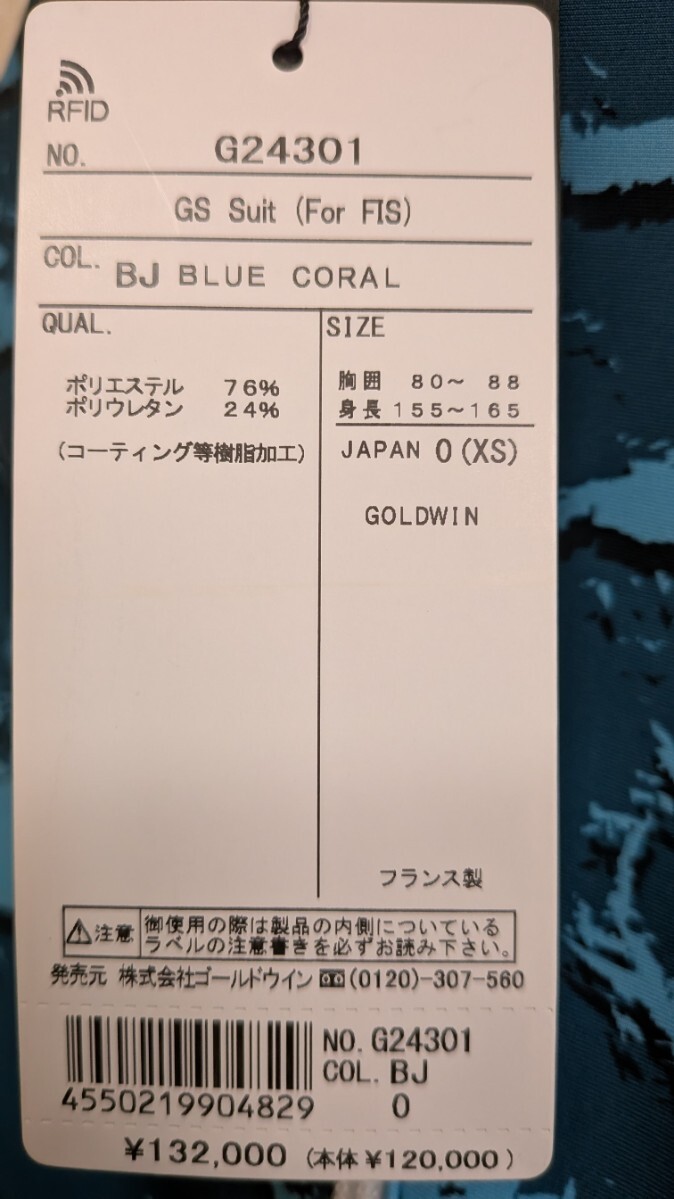 RFID
NO. G24301
GS Suit (For FIS)
COL. BJ BLUE CORAL
QUAL.
ポリエステル 76%
ポリウレタン 24%
(コーティング等樹脂加工)
SIZE
胸囲 80～ 88
身長 155～165
JAPAN 0 (XS)
GOLDWIN
フランス製
注意 御使用の際は製品の内側についている
ラベルの注意書きを必ずお読み下さい。
発売元 株式会社ゴールドウイン (0120)-307-560
NO. G24301
COL. BJ
0
4550219904829
¥132,000 (本体 ¥120,000)